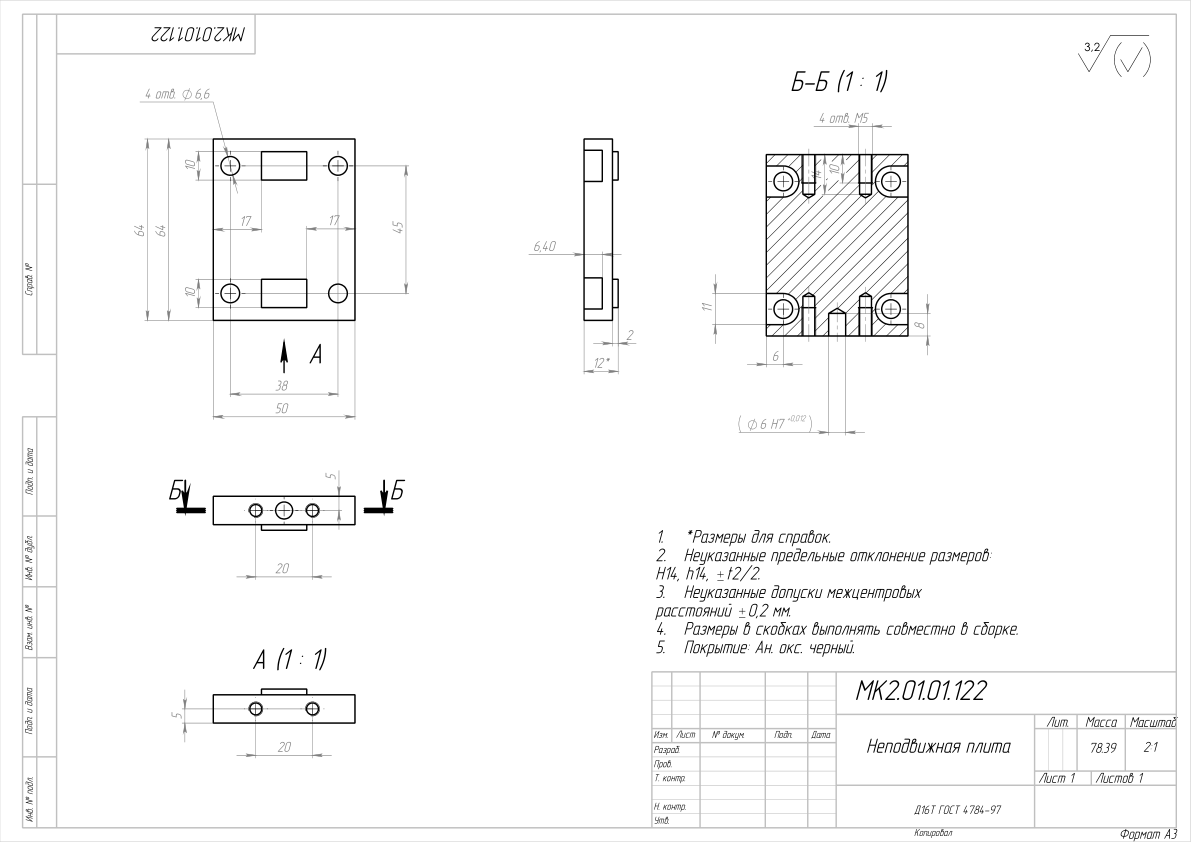 МК2.01.01.122
3,2
Б-Б (1 : 1)
4 отв. ⌀ 6,6
4 отв. М5
10
14
10
64
64
17
17
45
10
6,40
11
8
2
12*
6
А
38
50
( ⌀ 6 H7 +0,012 )
Б
Б
5
20
А (1 : 1)
5
20
1. *Размеры для справок.
2. Неуказанные предельные отклонение размеров:
H14, h14, ±t2/2.
3. Неуказанные допуски межцентровых
расстояний ±0,2 мм.
4. Размеры в скобках выполнять совместно в сборке.
5. Покрытие: Ан. окс. черный.
Справ. №
Подп. и дата
Инв. № дубл.
Взам. инв. №
Подп. и дата
Инв. № подл.
МК2.01.01.122
Изм. Лист № докум. Подп. Дата
Разраб.
Пров.
Т. контр.
Н. контр.
Утв.
Неподвижная плита
Лит. Масса Масштаб
78.39 2:1
Лист 1 Листов 1
Д16Т ГОСТ 4784-97
Копировал Формат А3